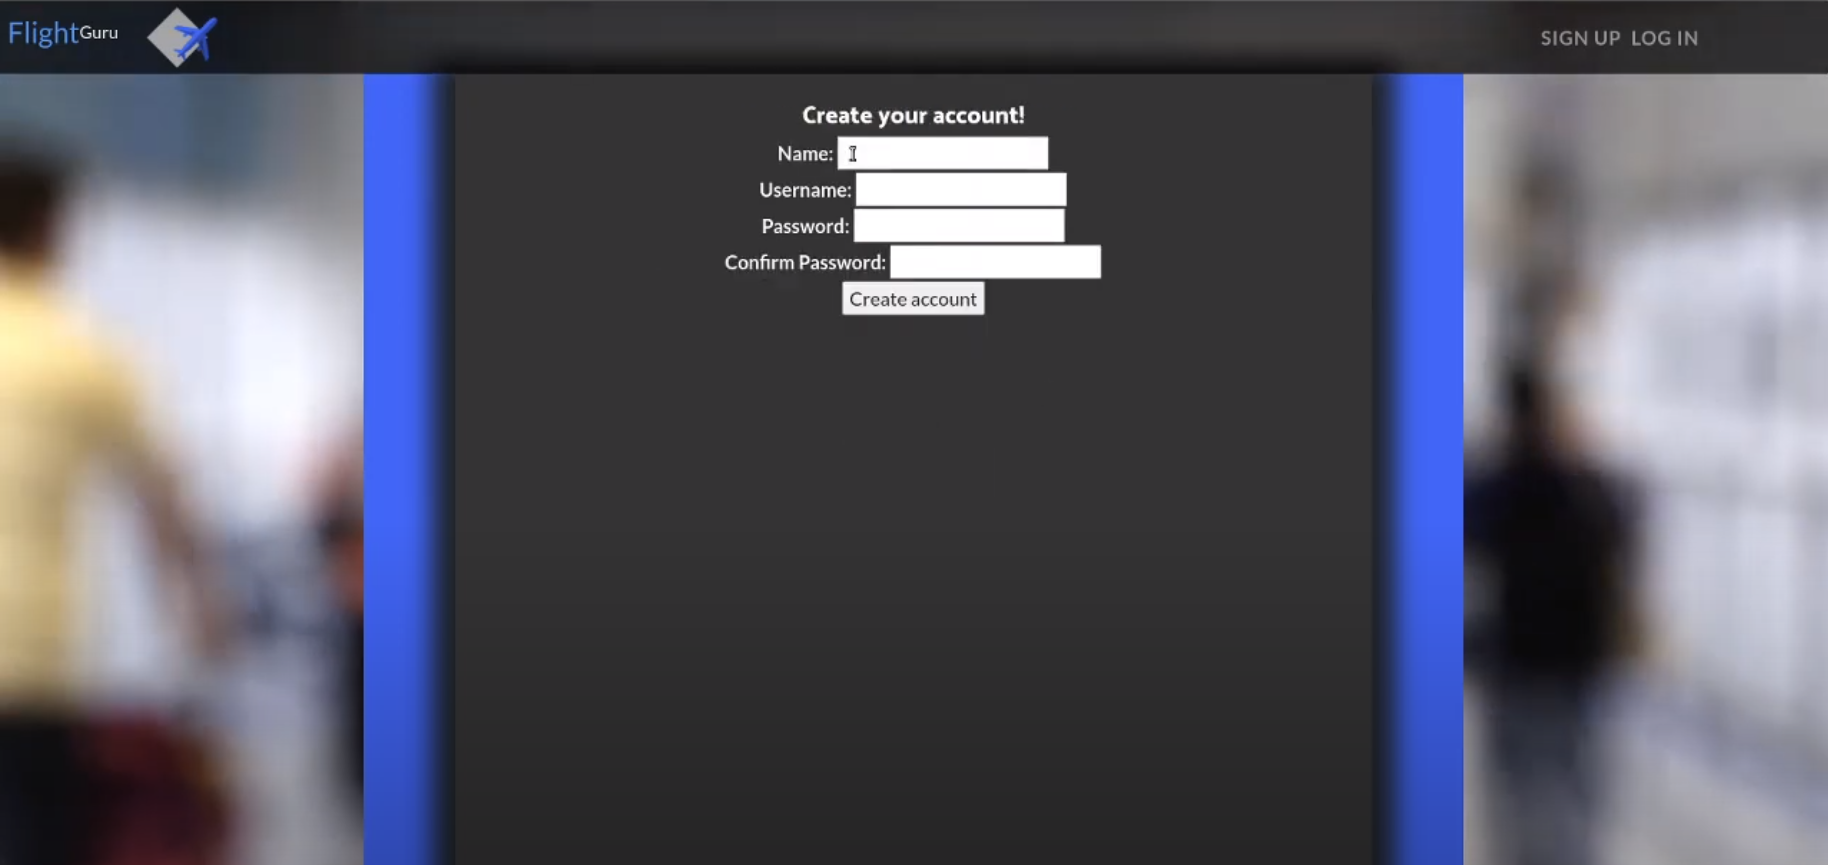 FlightGuru
SIGN UP LOG IN
Create your account!
Name:
Username:
Password:
Confirm Password:
Create account